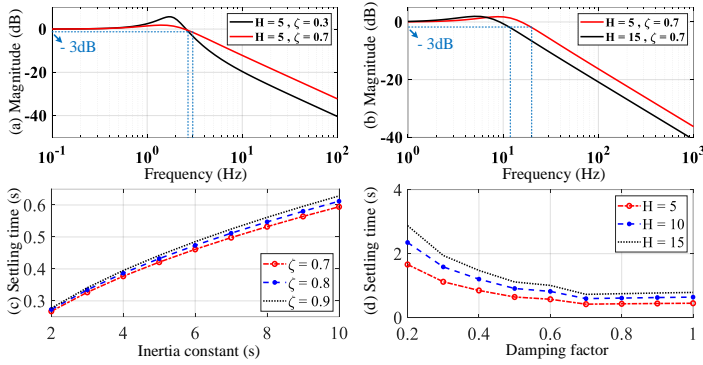 (a) Magnitude (dB)
0
-20
-40
- 3dB
H = 5 , ζ = 0.3
H = 5 , ζ = 0.7
10^-1
10^0
10^1
10^2
Frequency (Hz)
(b) Magnitude (dB)
0
-20
-40
- 3dB
H = 5 , ζ = 0.7
H = 15 , ζ = 0.7
10^0
10^1
10^2
10^3
Frequency (Hz)
(c) Settling time (s)
0.6
0.5
0.4
0.3
ζ = 0.7
ζ = 0.8
ζ = 0.9
2 4 6 8 10
Inertia constant (s)
(d) Settling time (s)
4
2
0
H = 5
H = 10
H = 15
0.2 0.4 0.6 0.8 1
Damping factor